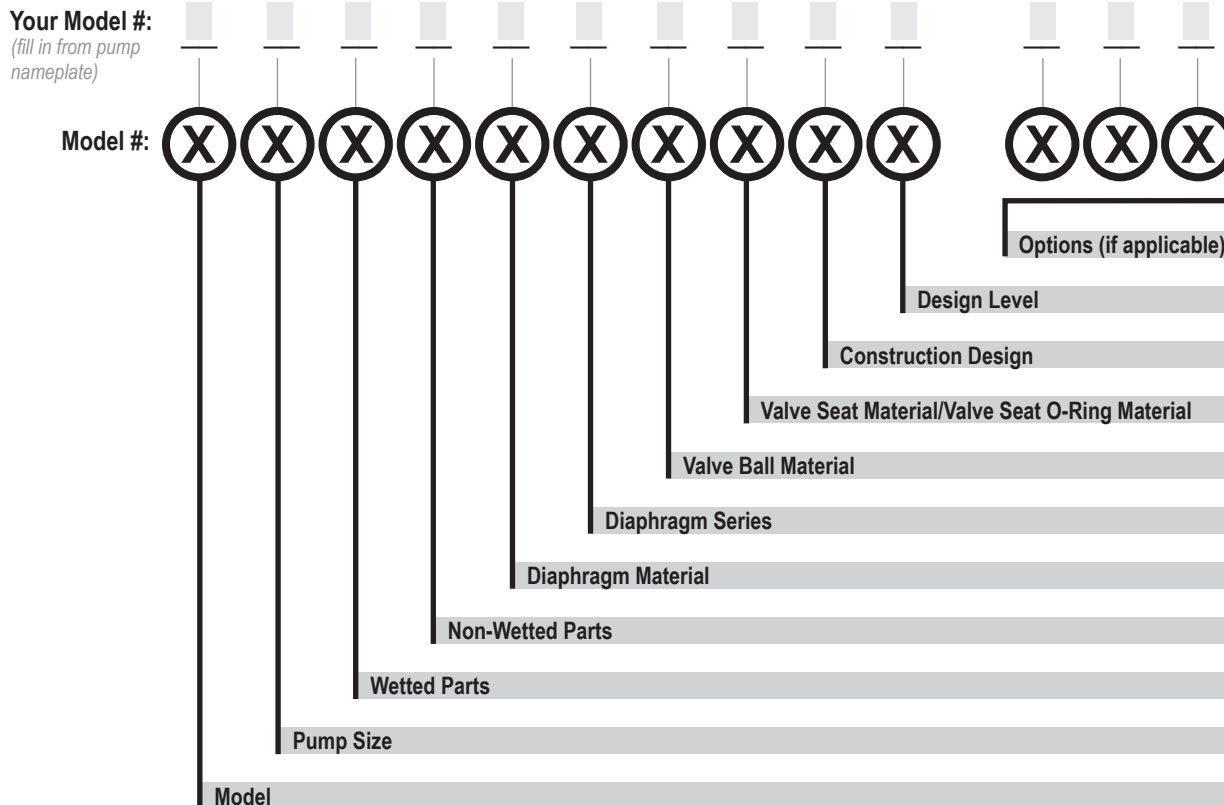 Your Model #:
(fill in from pump
nameplate)
Model #: X X X X X X X X X X X X X
Options (if applicable)
Design Level
Construction Design
Valve Seat Material/Valve Seat O-Ring Material
Valve Ball Material
Diaphragm Series
Diaphragm Material
Non-Wetted Parts
Wetted Parts
Pump Size
Model